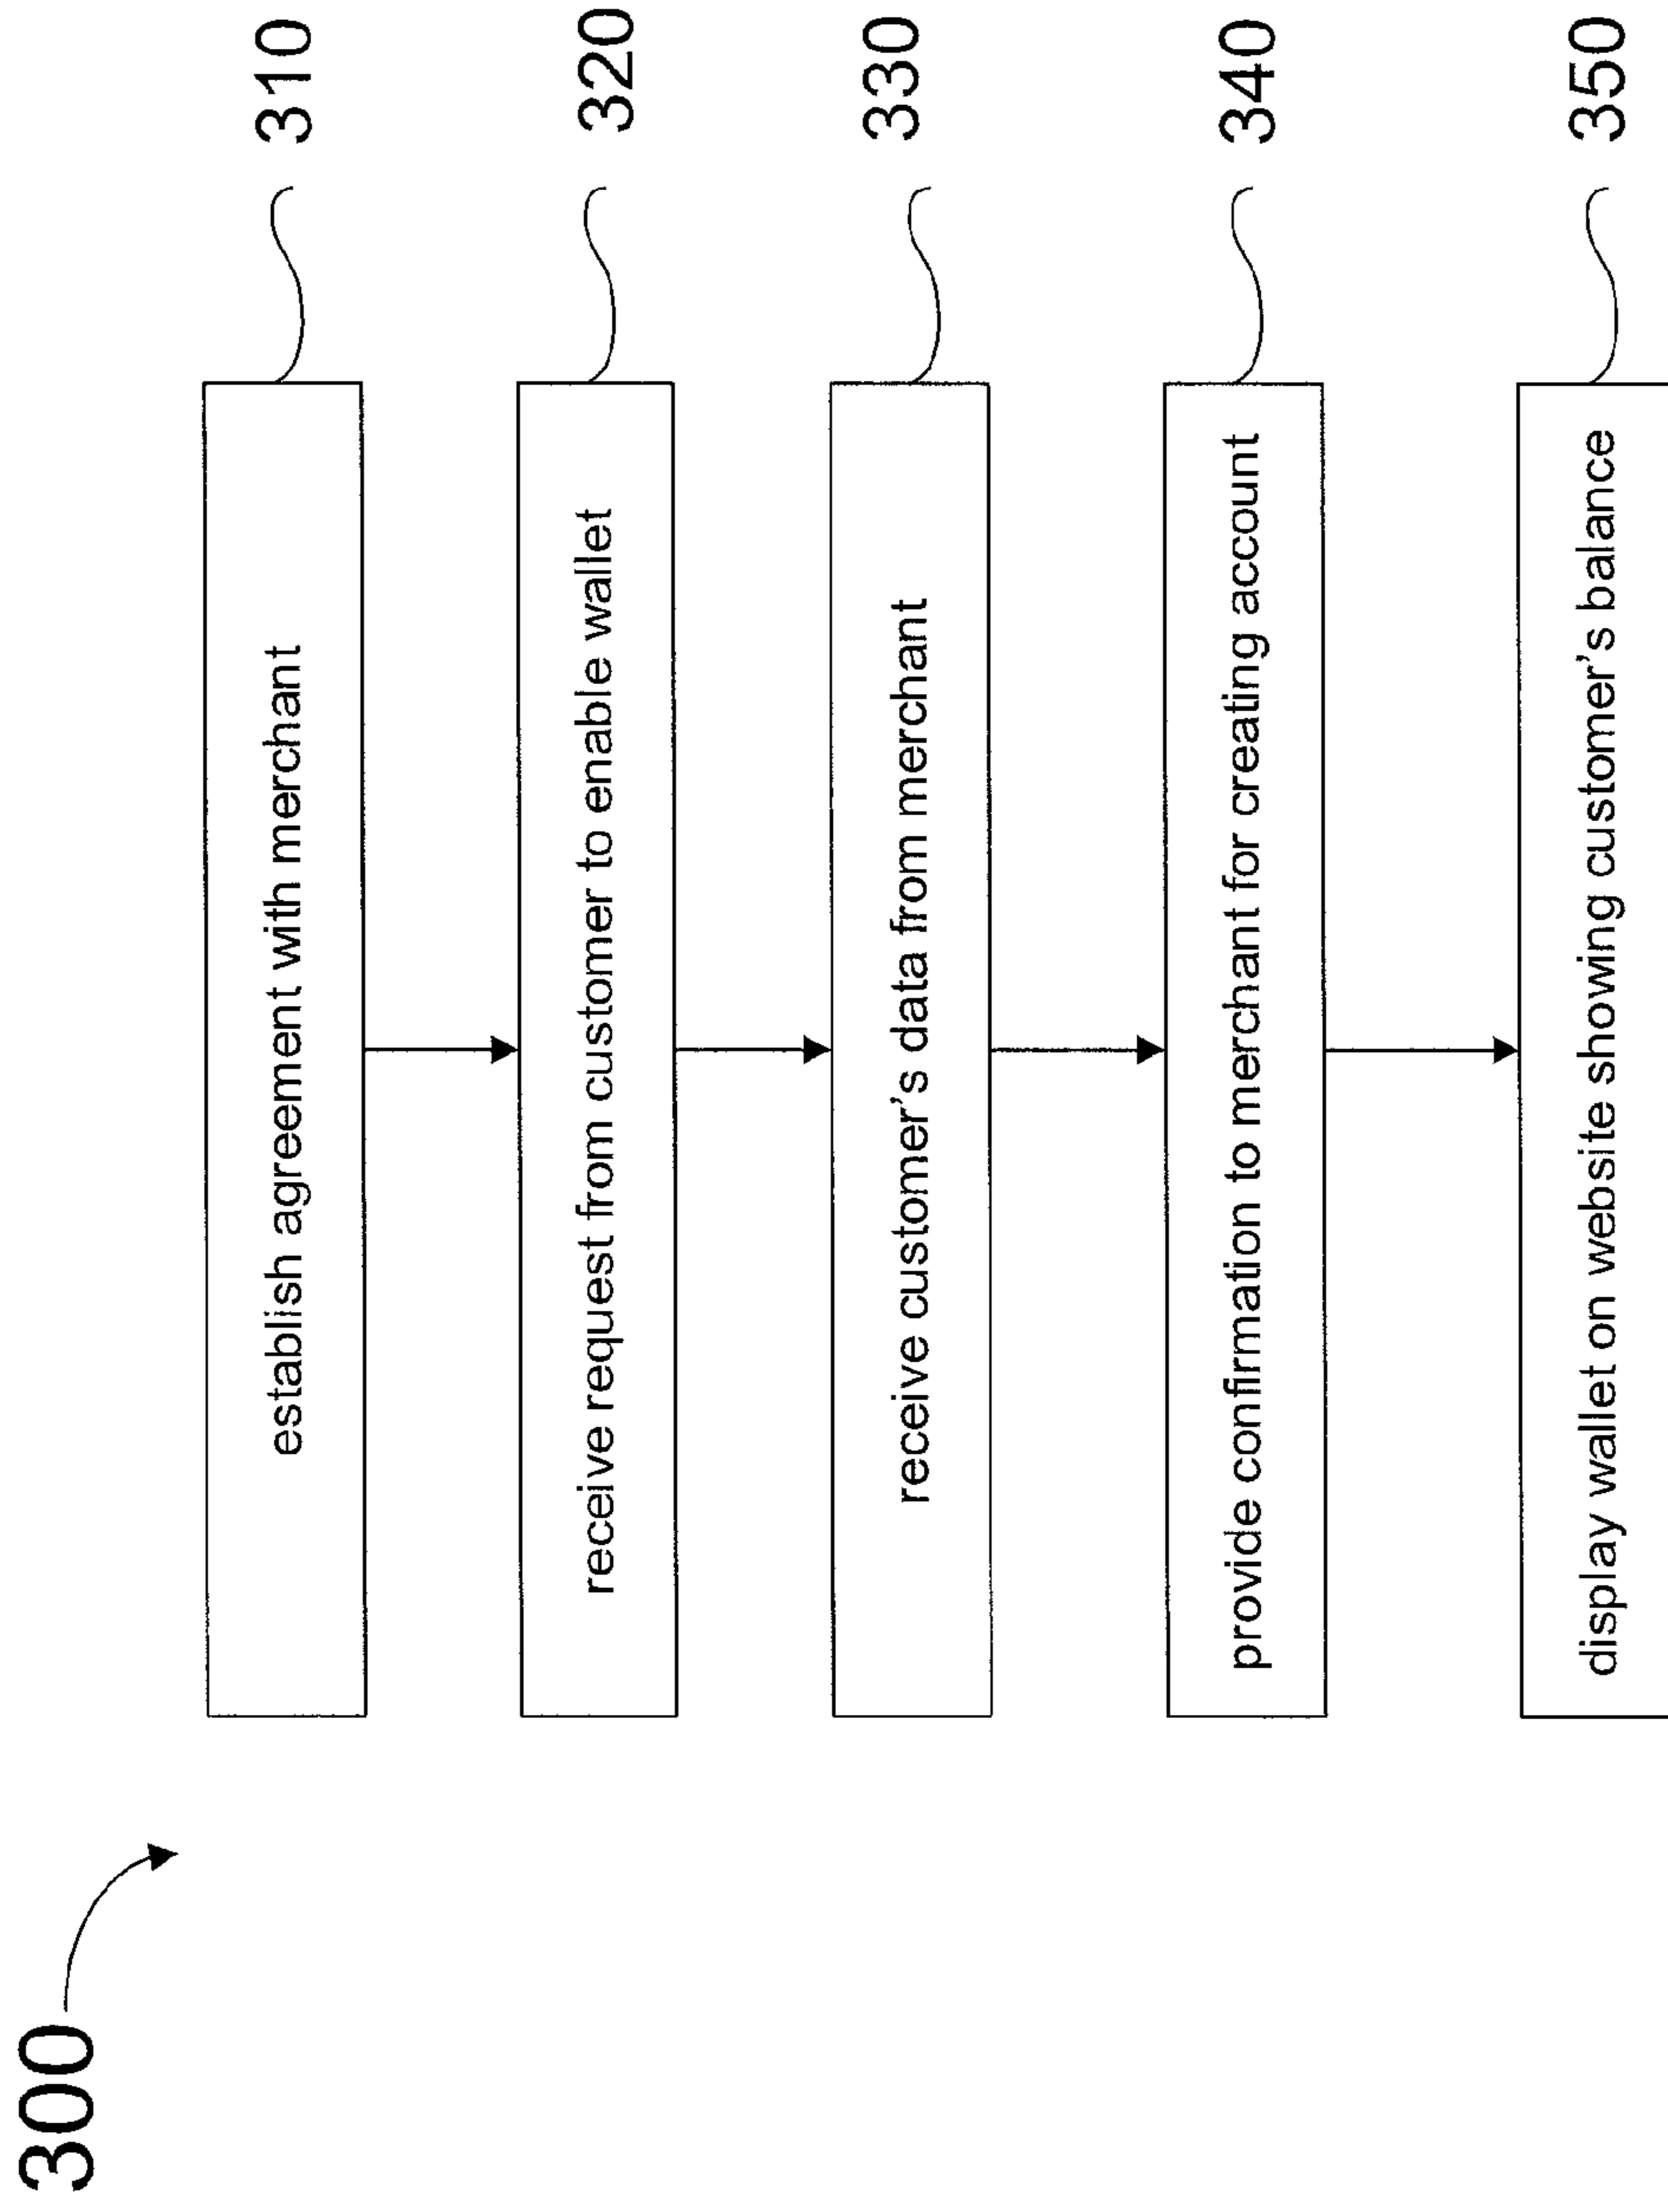 300
establish agreement with merchant
310
receive request from customer to enable wallet
320
receive customer's data from merchant
330
provide confirmation to merchant for creating account
340
display wallet on website showing customer's balance
350